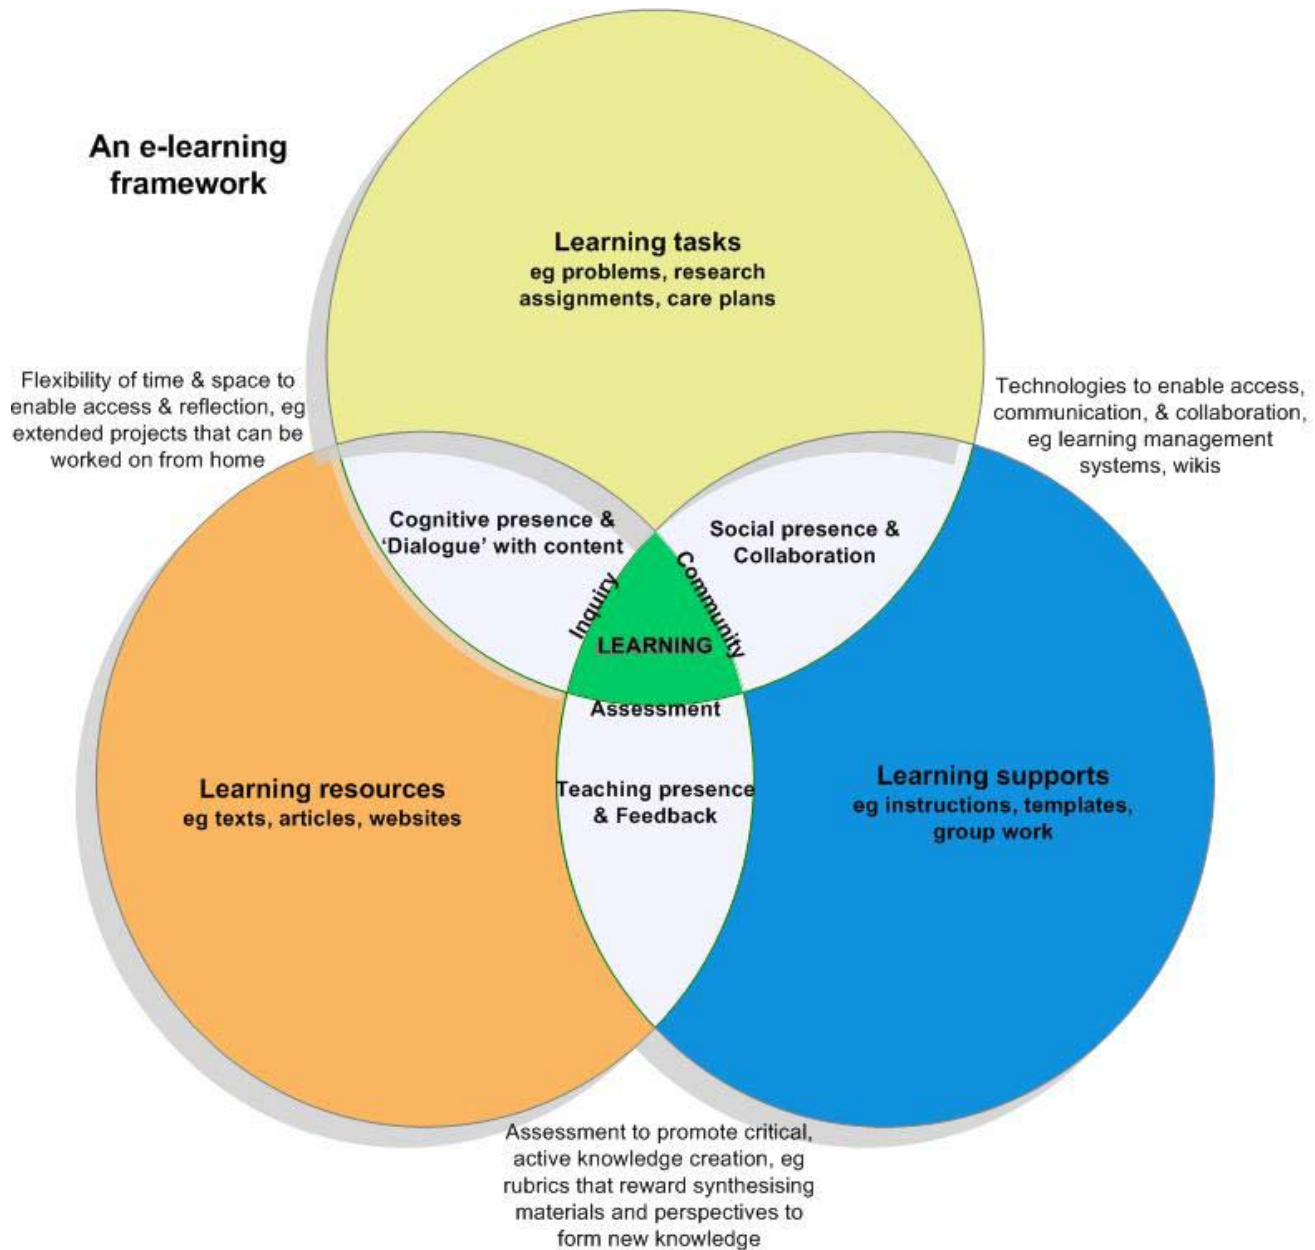 An e-learning
framework
Learning tasks
eg problems, research
assignments, care plans
Flexibility of time & space to
enable access & reflection, eg
extended projects that can be
worked on from home
Technologies to enable access,
communication, & collaboration,
eg learning management
systems, wikis
Cognitive presence &
‘Dialogue’ with content
Social presence &
Collaboration
Inquiry
Community
LEARNING
Assessment
Learning resources
eg texts, articles, websites
Teaching presence
& Feedback
Learning supports
eg instructions, templates,
group work
Assessment to promote critical,
active knowledge creation, eg
rubrics that reward synthesising
materials and perspectives to
form new knowledge